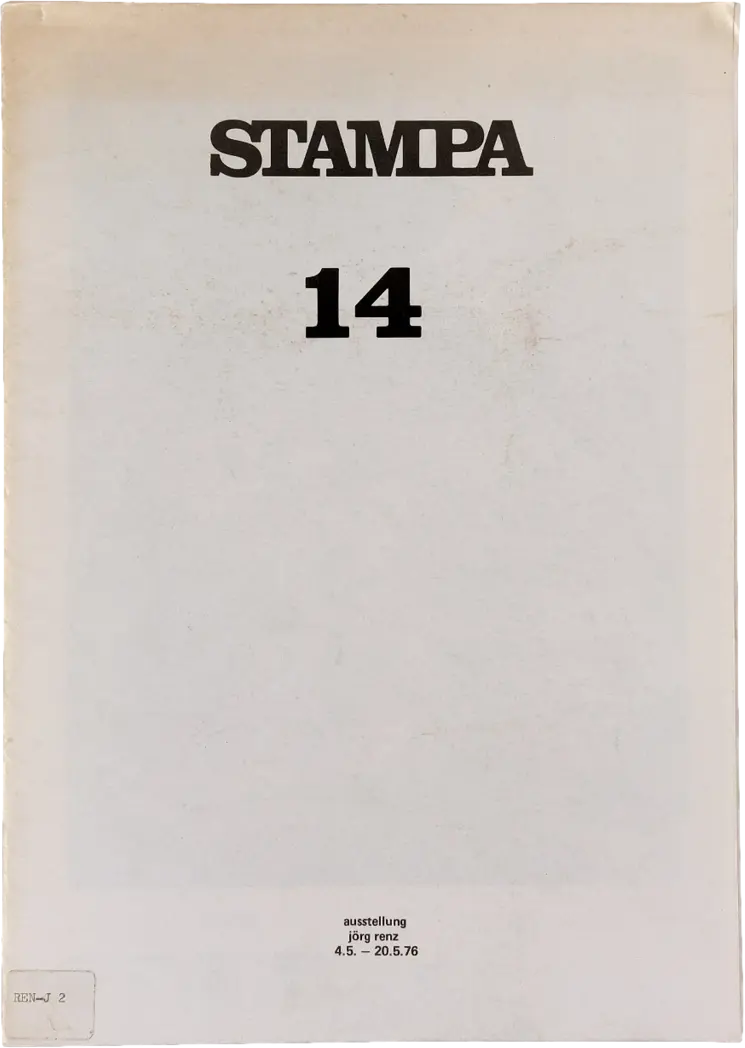 STAMPA
14
ausstellung
jörg renz
4.5. – 20.5.76
REN-J 2